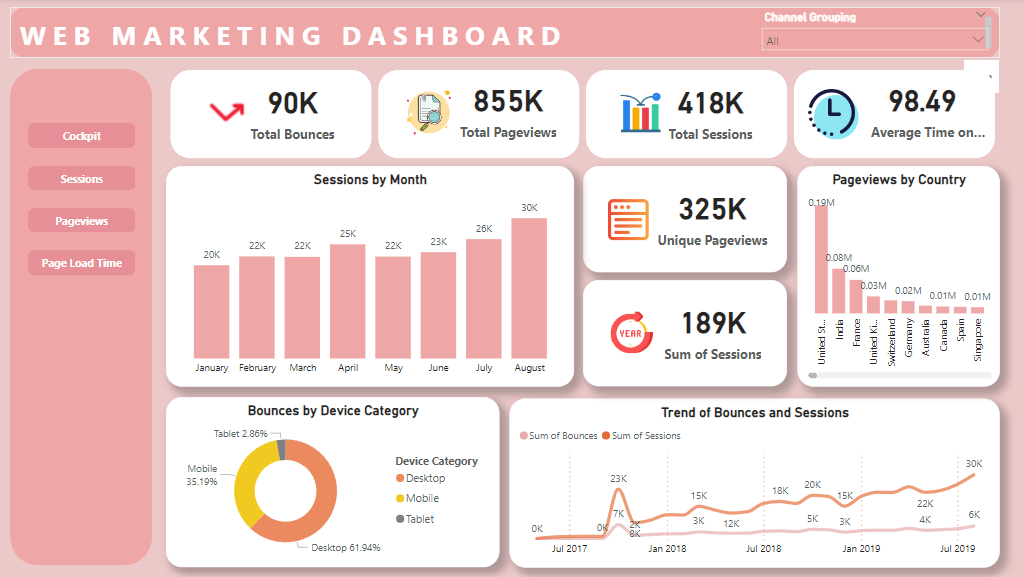 WEB MARKETING DASHBOARD
Channel Grouping
All
Cockpit
Sessions
Pageviews
Page Load Time
90K
Total Bounces
855K
Total Pageviews
418K
Total Sessions
98.49
Average Time on...
Sessions by Month
20K
22K
22K
25K
22K
23K
26K
30K
January February March April May June July August
325K
Unique Pageviews
YEAR
189K
Sum of Sessions
Pageviews by Country
0.19M
0.08M
0.06M
0.03M
0.02M
0.01M
0.01M
United St...
India
France
United Ki...
Switzerland
Germany
Australia
Canada
Spain
Singapore
Bounces by Device Category
Tablet 2.86%
Mobile
35.19%
Desktop 61.94%
Device Category
Desktop
Mobile
Tablet
Trend of Bounces and Sessions
Sum of Bounces Sum of Sessions
0K
0K
23K
7K
2K
8K
15K
3K
12K
18K
20K
5K
15K
3K
22K
4K
30K
6K
Jul 2017 Jan 2018 Jul 2018 Jan 2019 Jul 2019